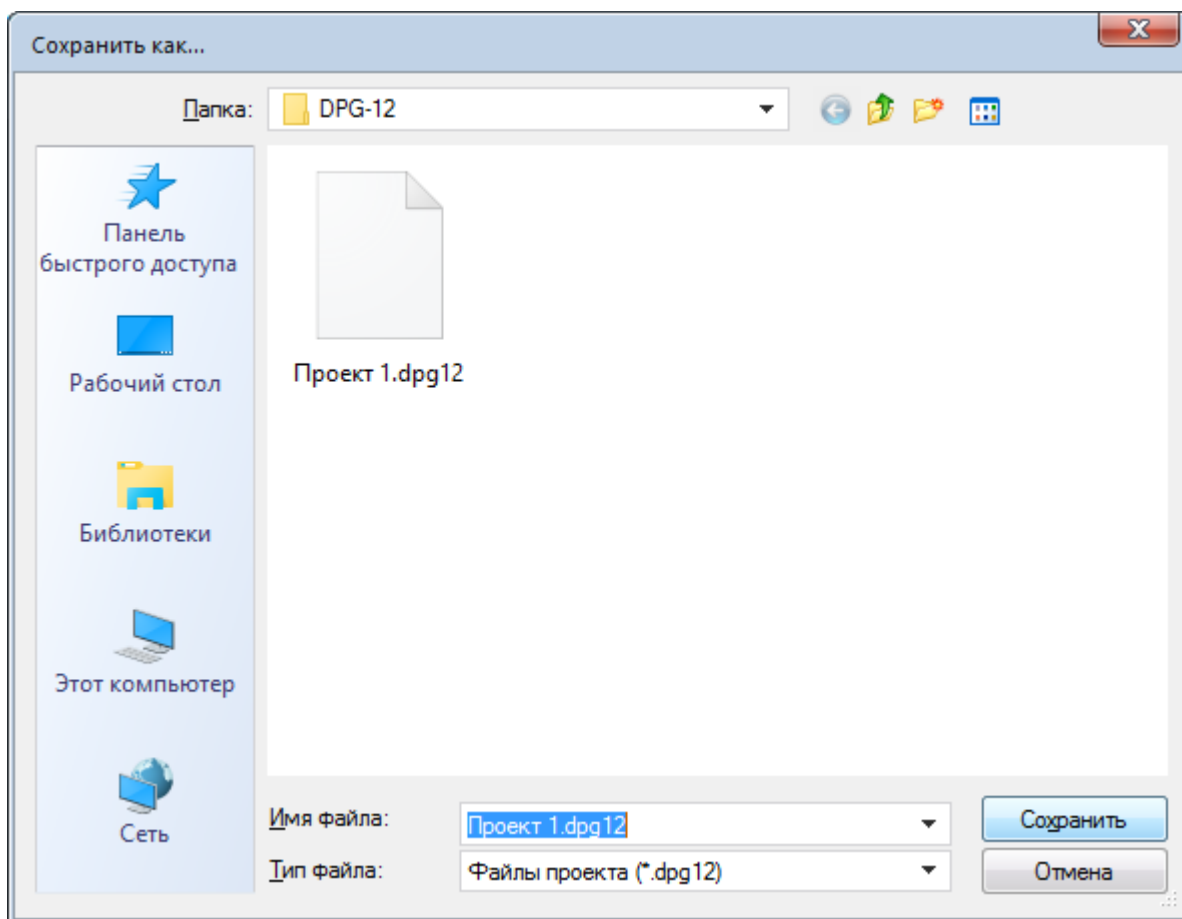 Сохранить как...
Папка:
DPG-12
Панель
быстрого доступа
Рабочий стол
Библиотеки
Этот компьютер
Сеть
Проект 1.dpg12
Имя файла:
Проект 1.dpg12
Сохранить
Тип файла:
Файлы проекта (*.dpg12)
Отмена